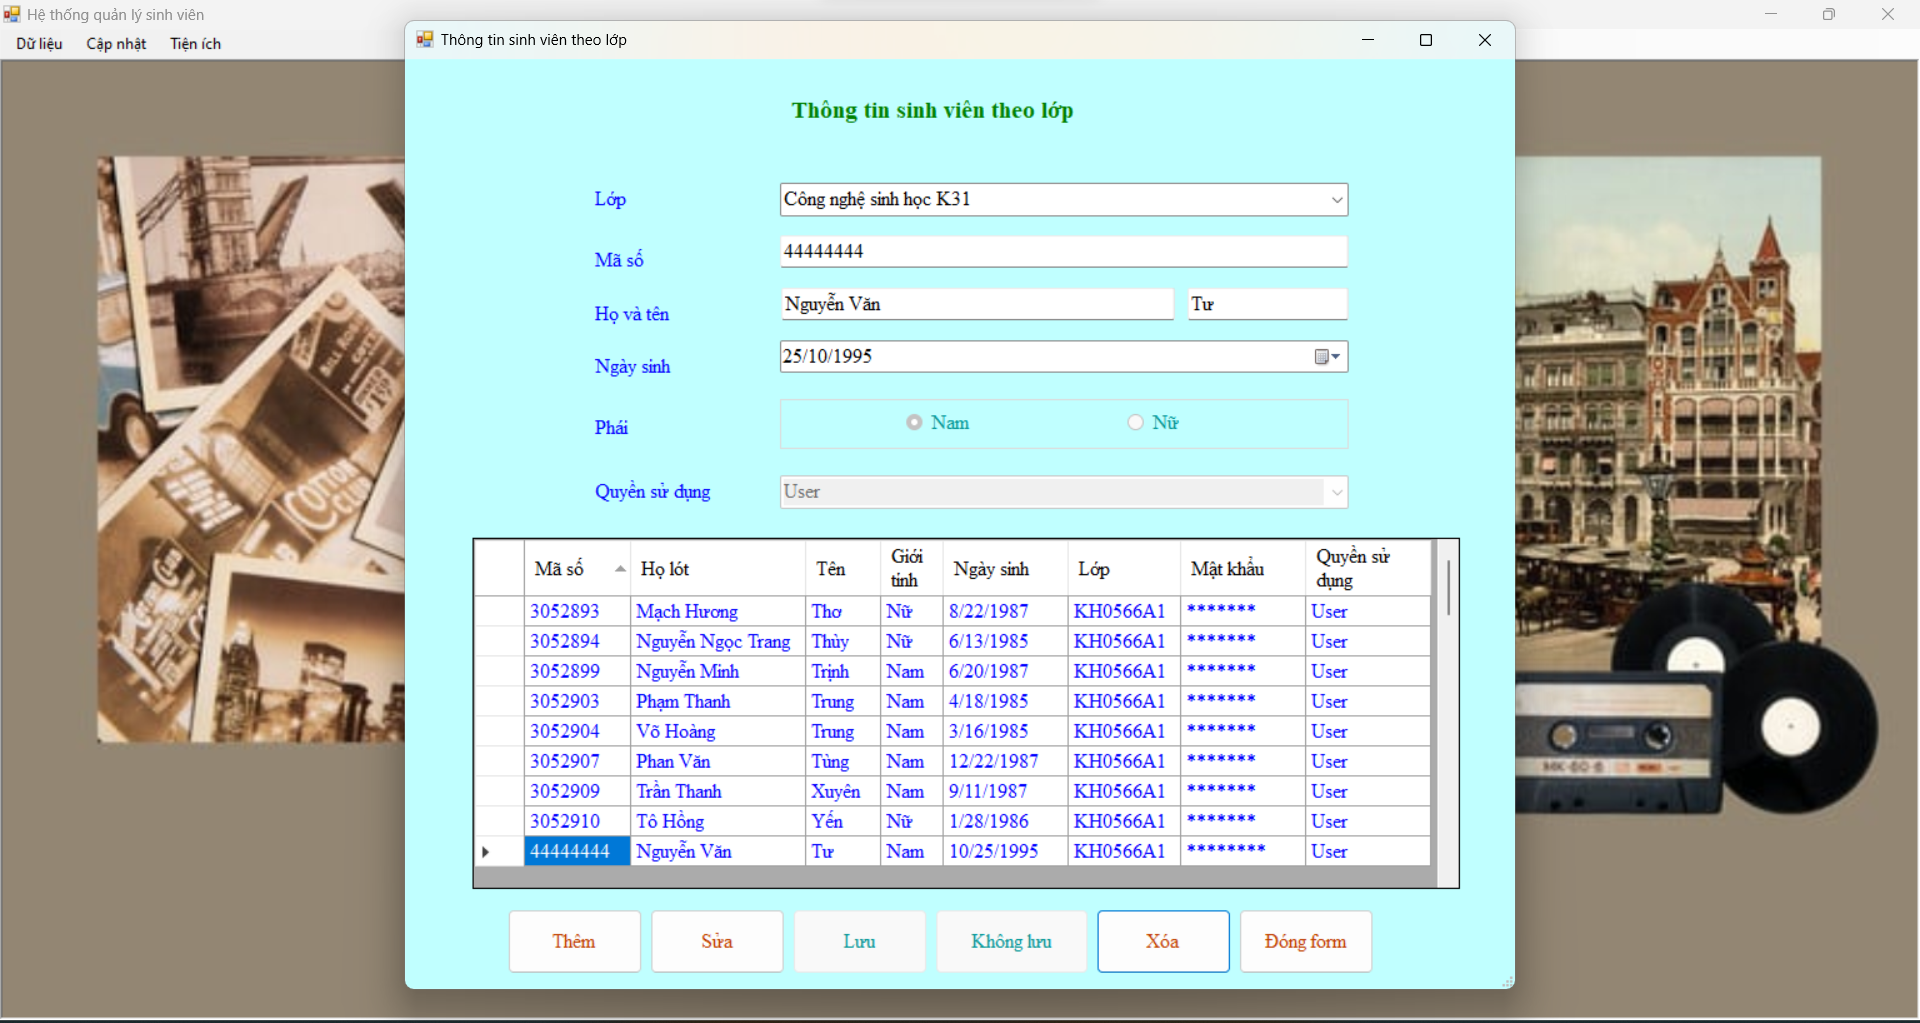 Hệ thống quản lý sinh viên
Dữ liệu Cập nhật Tiện ích
Thông tin sinh viên theo lớp
Thông tin sinh viên theo lớp
Lớp Công nghệ sinh học K31
Mã số 44444444
Họ và tên Nguyễn Văn Tư
Ngày sinh 25/10/1995
Phái Nam Nữ
Quyền sử dụng User
Mã số Họ lót Tên Giới tính Ngày sinh Lớp Mật khẩu Quyền sử dụng
3052893 Mạch Hương Thơ Nữ 8/22/1987 KH0566A1 ******* User
3052894 Nguyễn Ngọc Trang Thùy Nữ 6/13/1985 KH0566A1 ******* User
3052899 Nguyễn Minh Trịnh Nam 6/20/1987 KH0566A1 ******* User
3052903 Phạm Thanh Trung Nam 4/18/1985 KH0566A1 ******* User
3052904 Võ Hoàng Trung Nam 3/16/1985 KH0566A1 ******* User
3052907 Phan Văn Tùng Nam 12/22/1987 KH0566A1 ******* User
3052909 Trần Thanh Xuyên Nam 9/11/1987 KH0566A1 ******* User
3052910 Tô Hồng Yến Nữ 1/28/1986 KH0566A1 ******* User
44444444 Nguyễn Văn Tư Nam 10/25/1995 KH0566A1 ******** User
Thêm Sửa Lưu Không lưu Xóa Đóng form
COTTON
CLUB